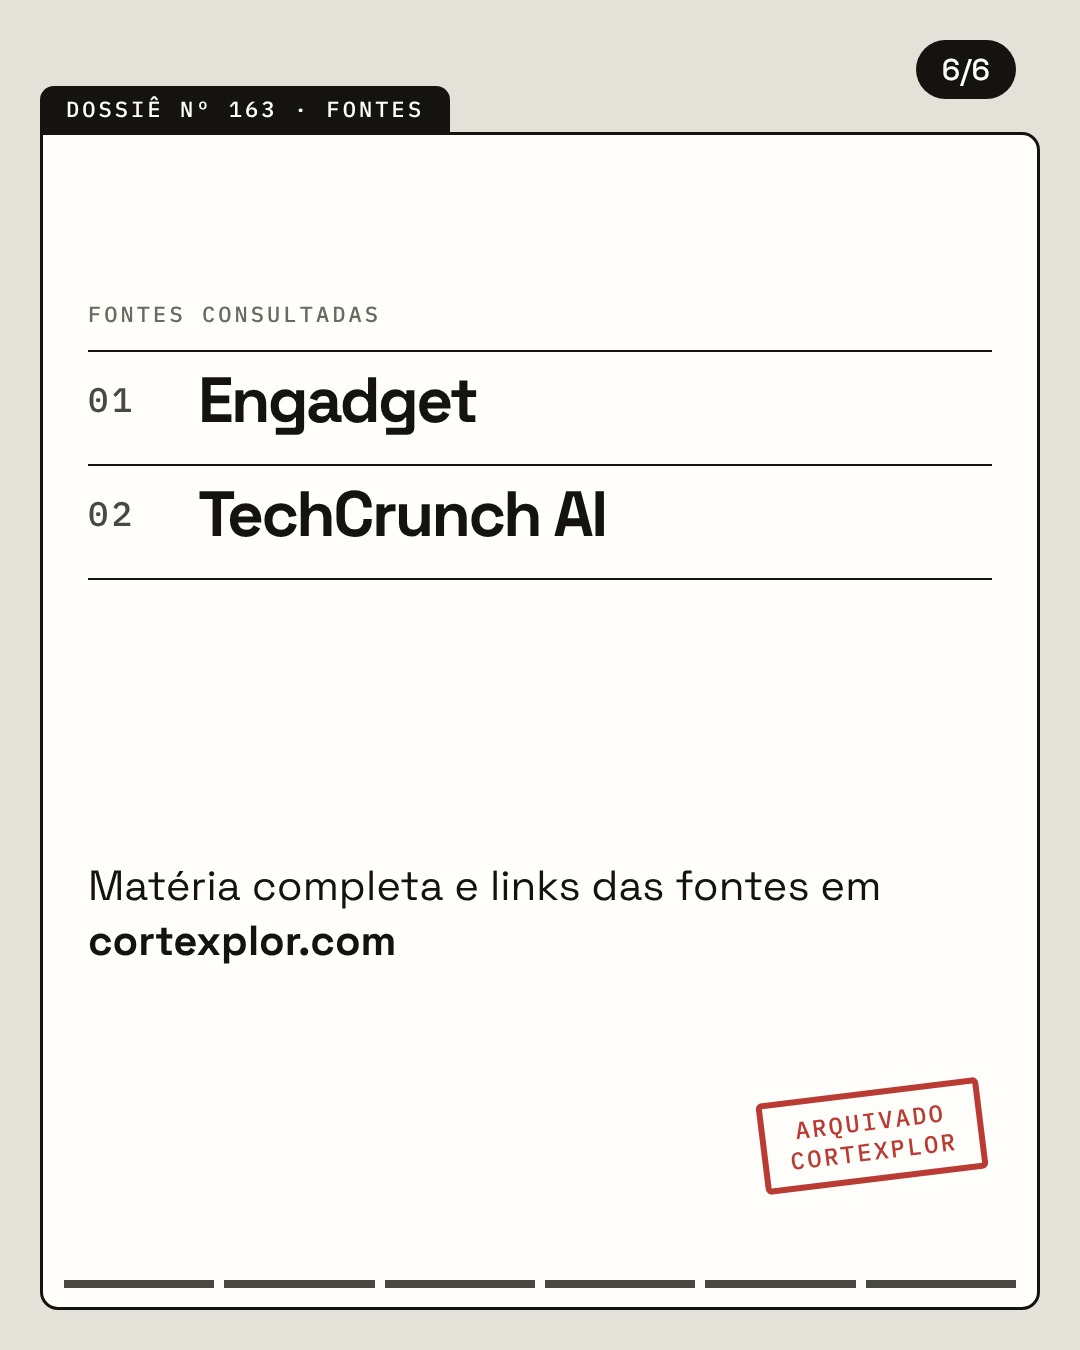 6/6
DOSSIÊ Nº 163 · FONTES
FONTES CONSULTADAS
01 Engadget
02 TechCrunch AI
Matéria completa e links das fontes em
cortexplor.com
ARQUIVADO
CORTEXPLOR